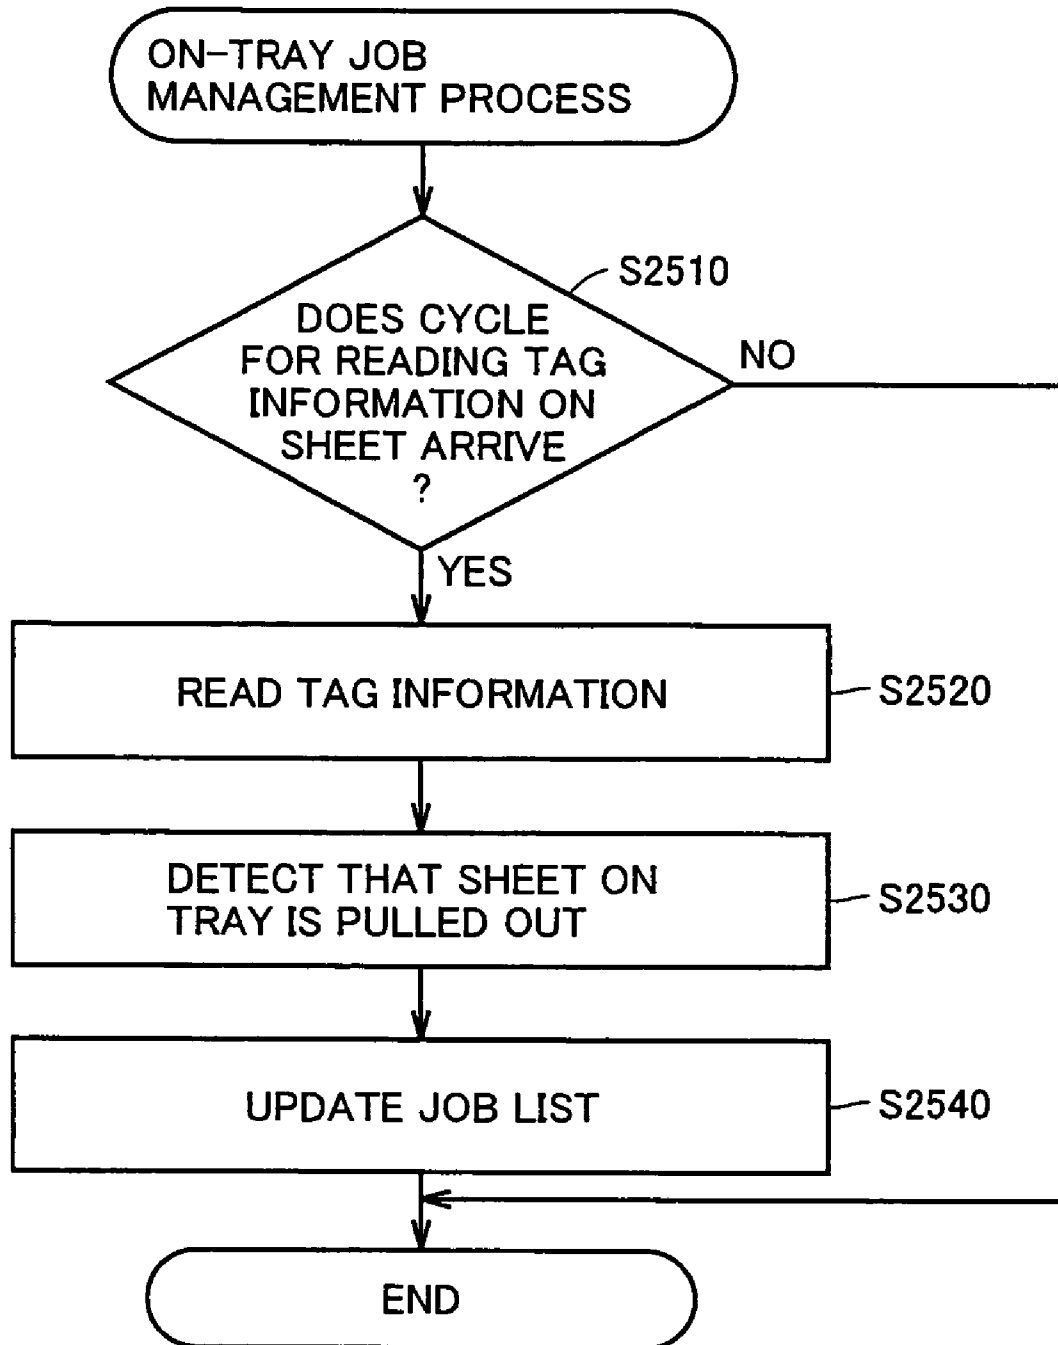 ON-TRAY JOB
MANAGEMENT PROCESS
S2510
DOES CYCLE
FOR READING TAG
INFORMATION ON
SHEET ARRIVE
?
NO
YES
READ TAG INFORMATION
S2520
DETECT THAT SHEET ON
TRAY IS PULLED OUT
S2530
UPDATE JOB LIST
S2540
END